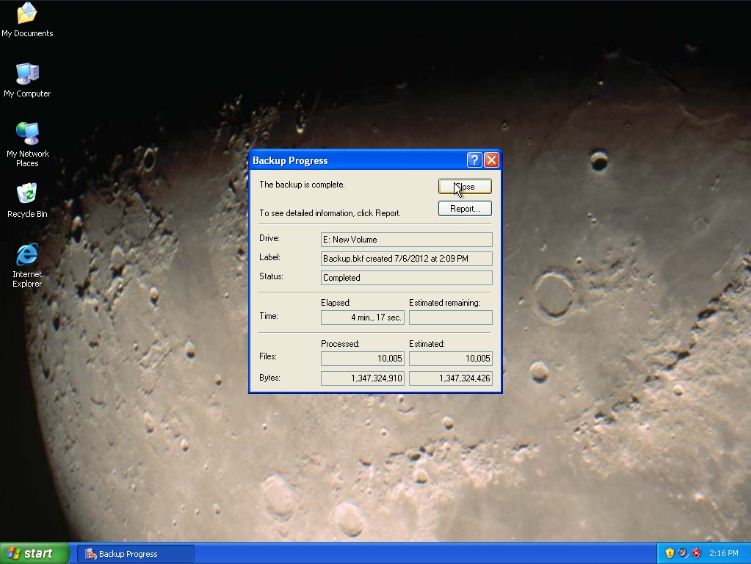 My Documents
My Computer
My Network
Places
Recycle Bin
Internet
Explorer
Backup Progress
The backup is complete.
Close
To see detailed information, click Report.
Report...
Drive:
E: New Volume
Label:
Backup.bkf created 7/6/2012 at 2:09 PM
Status:
Completed
Elapsed:
Estimated remaining:
Time:
4 min., 17 sec.
Processed:
Estimated:
Files:
10,005
10,005
Bytes:
1,347,324,910
1,347,324,426
start
Backup Progress
2:16 PM